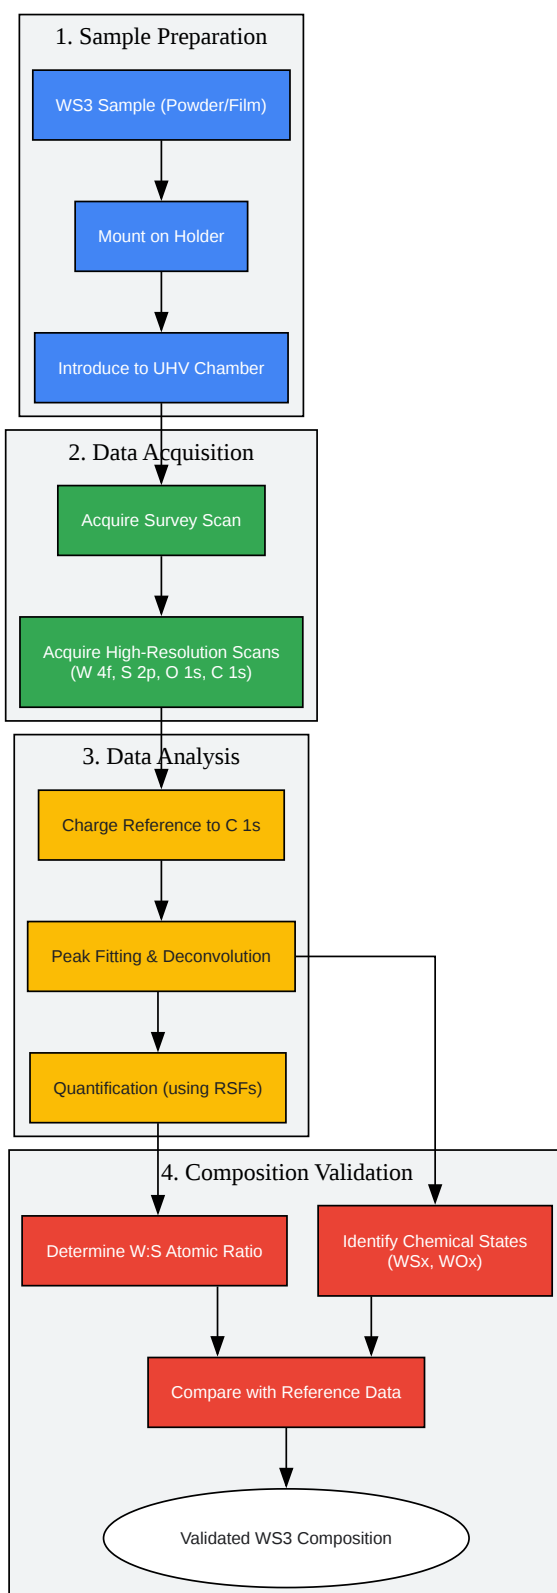 1. Sample Preparation
WS3 Sample (Powder/Film)
Mount on Holder
Introduce to UHV Chamber
2. Data Acquisition
Acquire Survey Scan
Acquire High-Resolution Scans
(W 4f, S 2p, O 1s, C 1s)
3. Data Analysis
Charge Reference to C 1s
Peak Fitting & Deconvolution
Quantification (using RSFs)
4. Composition Validation
Determine W:S Atomic Ratio
Identify Chemical States
(WSx, WOx)
Compare with Reference Data
Validated WS3 Composition